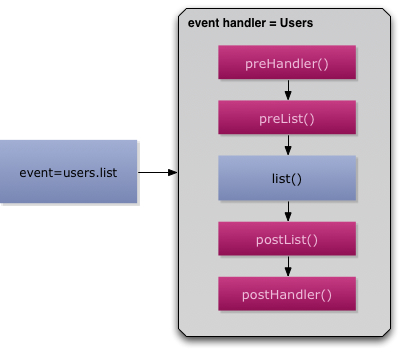 event handler = Users
preHandler()
preList()
event=users.list
list()
postList()
postHandler()